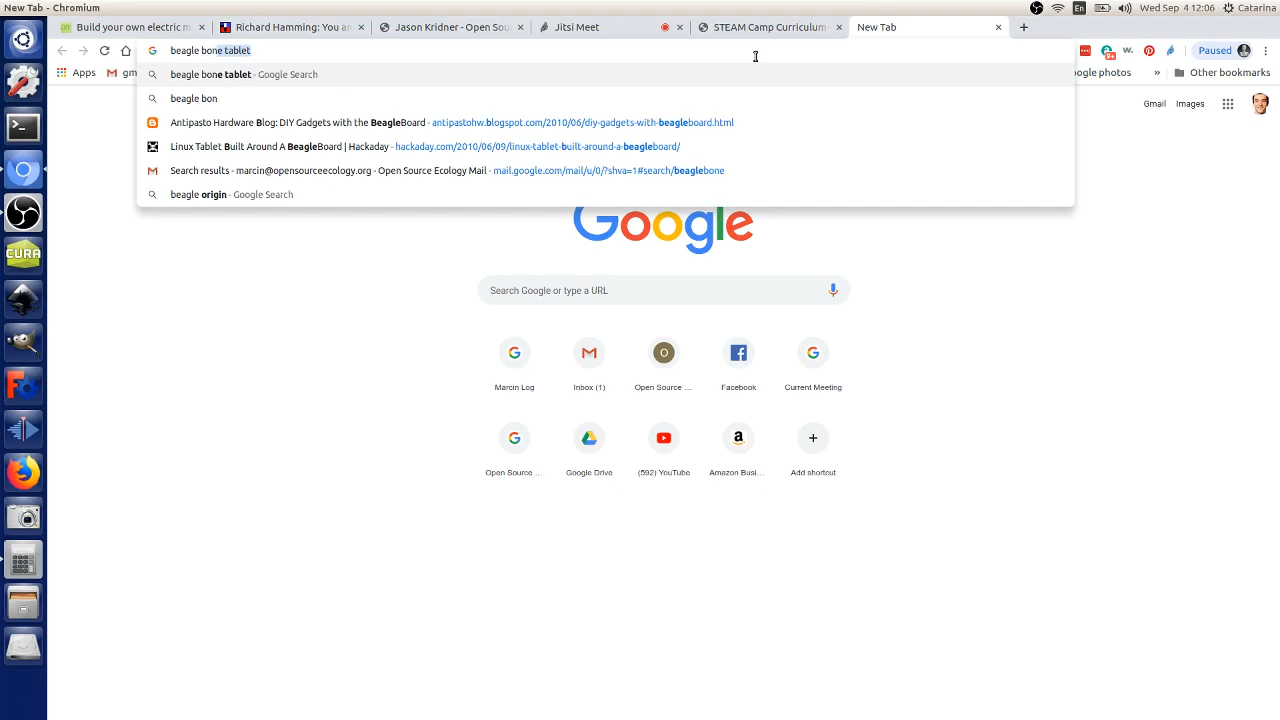 New Tab - Chromium
En
Wed Sep 4 12:06
Catarina
Build your own electric m
Richard Hamming: You ar
Jason Kridner - Open Sou
Jitsi Meet
STEAM Camp Curriculum
New Tab
beagle bone tablet
9+
Paused
beagle bone tablet - Google Search
Apps
gm
oogle photos
»
Other bookmarks
beagle bon
Gmail
Images
Antipasto Hardware Blog: DIY Gadgets with the BeagleBoard - antipastohw.blogspot.com/2010/06/diy-gadgets-with-beagleboard.html
Linux Tablet Built Around A BeagleBoard | Hackaday - hackaday.com/2010/06/09/linux-tablet-built-around-a-beagleboard/
Search results - marcin@opensourceecology.org - Open Source Ecology Mail - mail.google.com/mail/u/0/?shva=1#search/beaglebone
beagle origin - Google Search
Google
CURA
Search Google or type a URL
O
Marcin Log
Inbox (1)
Open Source ...
Facebook
Current Meeting
Open Source ...
Google Drive
(592) YouTube
Amazon Busi...
Add shortcut